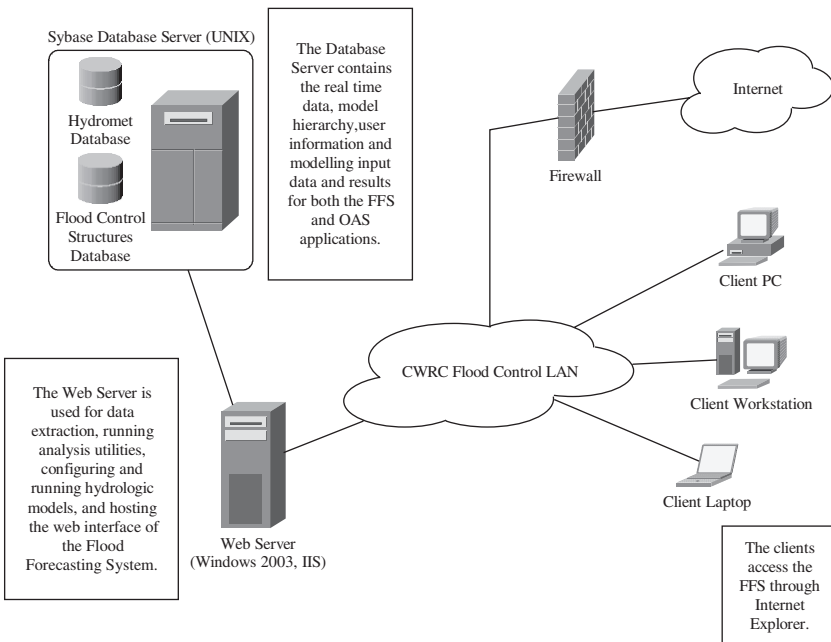 Sybase Database Server (UNIX)
Hydromet
Database
Flood Control
Structures
Database
The Database
Server contains
the real time
data, model
hierarchy,user
information and
modelling input
data and results
for both the FFS
and OAS
applications.
Internet
Firewall
Client PC
CWRC Flood Control LAN
Client Workstation
Client Laptop
The Web Server is
used for data
extraction, running
analysis utilities,
configuring and
running hydrologic
models, and hosting
the web interface of
the Flood
Forecasting System.
Web Server
(Windows 2003, IIS)
The clients
access the
FFS through
Internet
Explorer.